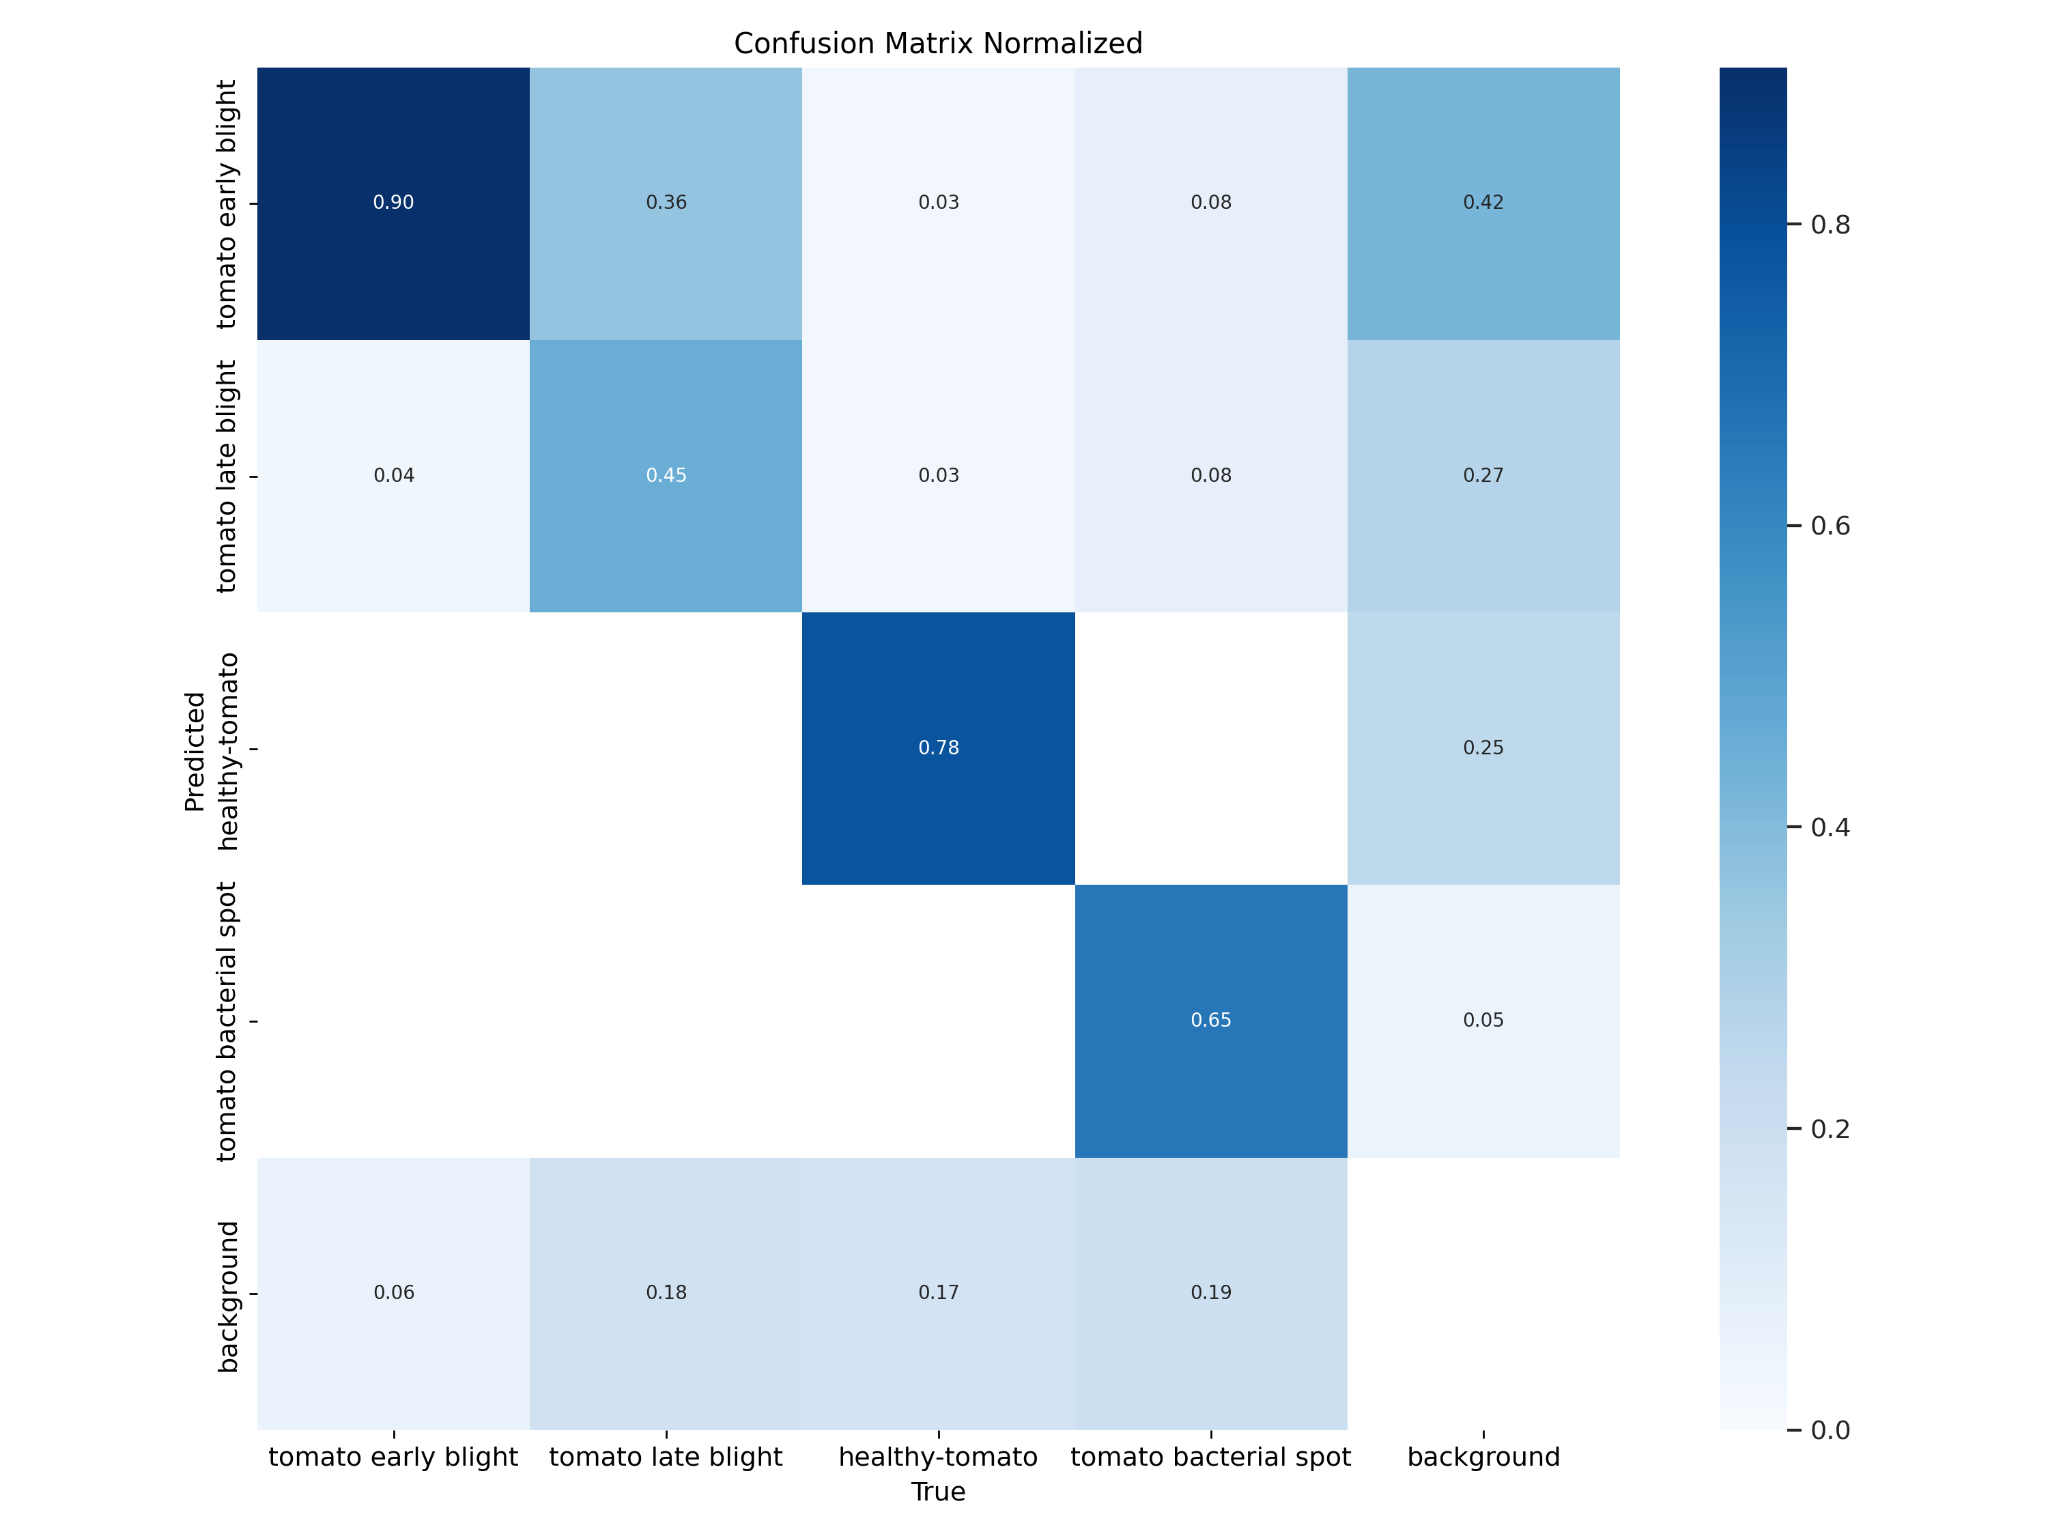 Confusion Matrix Normalized
Predicted
tomato early blight
0.90
0.36
0.03
0.08
0.42
tomato late blight
0.04
0.45
0.03
0.08
0.27
healthy-tomato
0.78
0.25
tomato bacterial spot
0.65
0.05
background
0.06
0.18
0.17
0.19
tomato early blight
tomato late blight
healthy-tomato
tomato bacterial spot
background
True
0.8
0.6
0.4
0.2
0.0